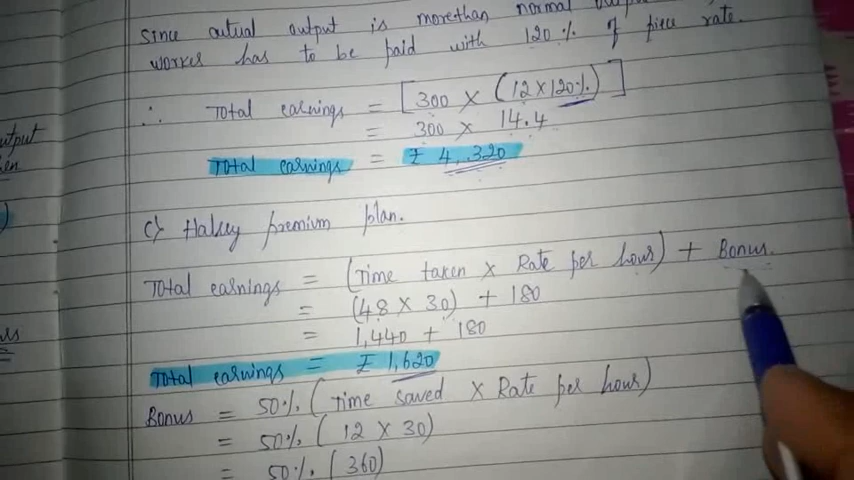 Since actual output is morethan normal output
worker has to be paid with 120% of piece rate.
∴ Total earnings = [300 × (12×120%)]
= 300 × 14.4
Total earnings = ₹ 4,320
c) Halsey premium plan.
Total earnings = (Time taken × Rate per hour) + Bonus.
= (48 × 30) + 180
= 1,440 + 180
Total earnings = ₹ 1,620
Bonus = 50% (Time saved × Rate per hour)
= 50% (12 × 30)
= 50% (360)